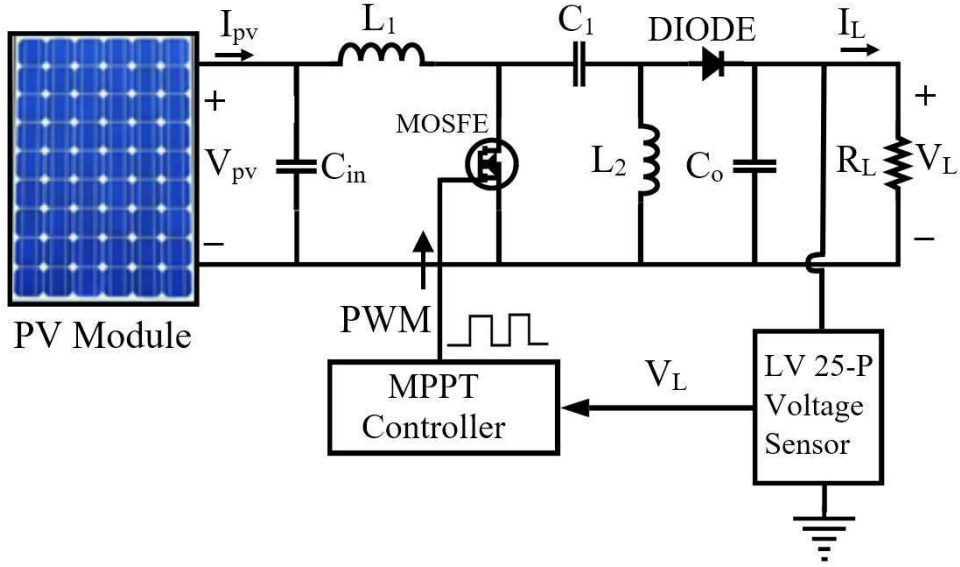 I_pv
L_1
C_1
DIODE
I_L
+
MOSFE
+
V_pv
C_in
L_2
C_o
R_L
V_L
−
−
PV Module
PWM
MPPT
Controller
V_L
LV 25-P
Voltage
Sensor